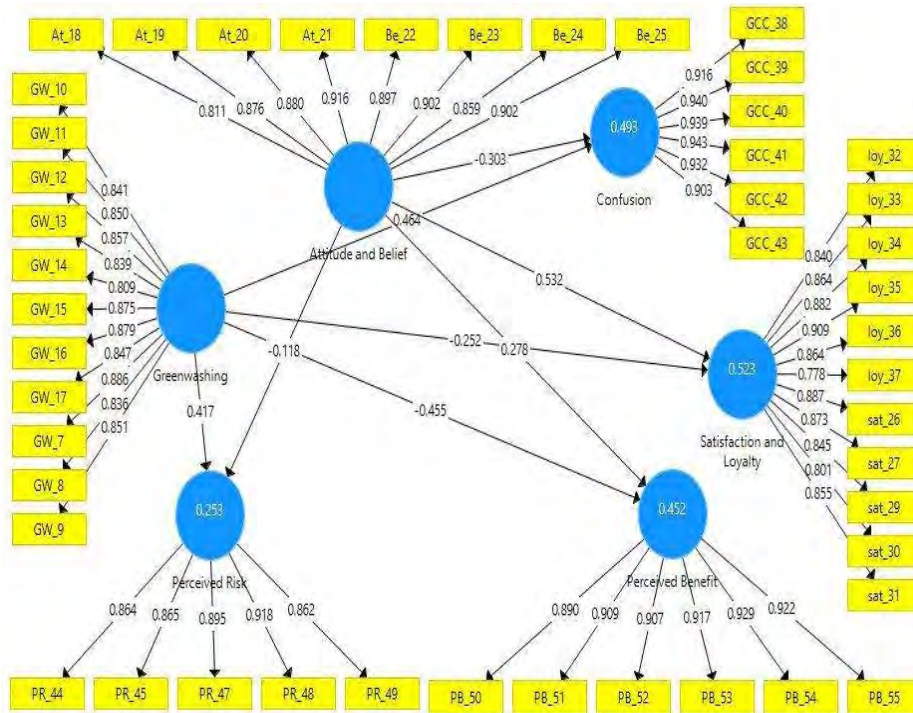 At_18
At_19
At_20
At_21
Be_22
Be_23
Be_24
Be_25
GCC_38
GCC_39
GCC_40
GCC_41
GCC_42
GCC_43
0.811
0.876
0.880
0.916
0.897
0.902
0.859
0.902
0.916
0.940
0.939
0.943
0.932
0.903
0.493
Confusion
-0.303
0.464
Attitude and Belief
GW_10
GW_11
GW_12
GW_13
GW_14
GW_15
GW_16
GW_17
GW_7
GW_8
GW_9
0.841
0.850
0.857
0.839
0.809
0.875
0.879
0.847
0.886
0.836
0.851
Greenwashing
0.532
-0.252
0.278
-0.118
0.417
-0.455
loy_32
loy_33
loy_34
loy_35
loy_36
loy_37
sat_26
sat_27
sat_29
sat_30
sat_31
0.840
0.864
0.882
0.909
0.864
0.778
0.887
0.873
0.845
0.801
0.855
0.523
Satisfaction and
Loyalty
0.253
Perceived Risk
0.452
Perceived Benefit
0.864
0.865
0.895
0.918
0.862
0.890
0.909
0.907
0.917
0.929
0.922
PR_44
PR_45
PR_47
PR_48
PR_49
PB_50
PB_51
PB_52
PB_53
PB_54
PB_55